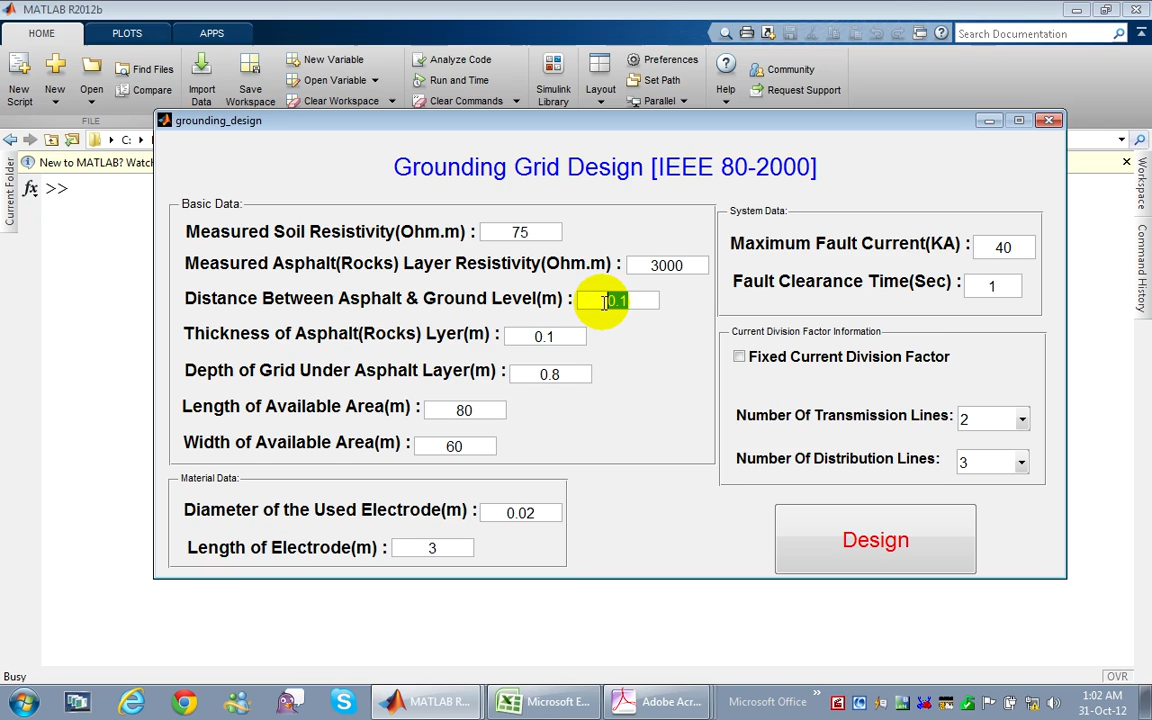 MATLAB R2012b
HOME
PLOTS
APPS
Search Documentation
New Script
New
Open
Find Files
Compare
Import Data
Save Workspace
New Variable
Open Variable
Clear Workspace
Analyze Code
Run and Time
Clear Commands
Simulink Library
Layout
Preferences
Set Path
Parallel
Help
Community
Request Support
FILE
C:
New to MATLAB? Watch
fx >>
Current Folder
Workspace
Command History
grounding_design
Grounding Grid Design [IEEE 80-2000]
Basic Data:
Measured Soil Resistivity(Ohm.m) : 75
Measured Asphalt(Rocks) Layer Resistivity(Ohm.m) : 3000
Distance Between Asphalt & Ground Level(m) : 0.1
Thickness of Asphalt(Rocks) Lyer(m) : 0.1
Depth of Grid Under Asphalt Layer(m) : 0.8
Length of Available Area(m) : 80
Width of Available Area(m) : 60
Material Data:
Diameter of the Used Electrode(m) : 0.02
Length of Electrode(m) : 3
System Data:
Maximum Fault Current(KA) : 40
Fault Clearance Time(Sec) : 1
Current Division Factor Information
Fixed Current Division Factor
Number Of Transmission Lines: 2
Number Of Distribution Lines: 3
Design
Busy
OVR
MATLAB R...
Microsoft E...
Adobe Acr...
Microsoft Office
1:02 AM
31-Oct-12